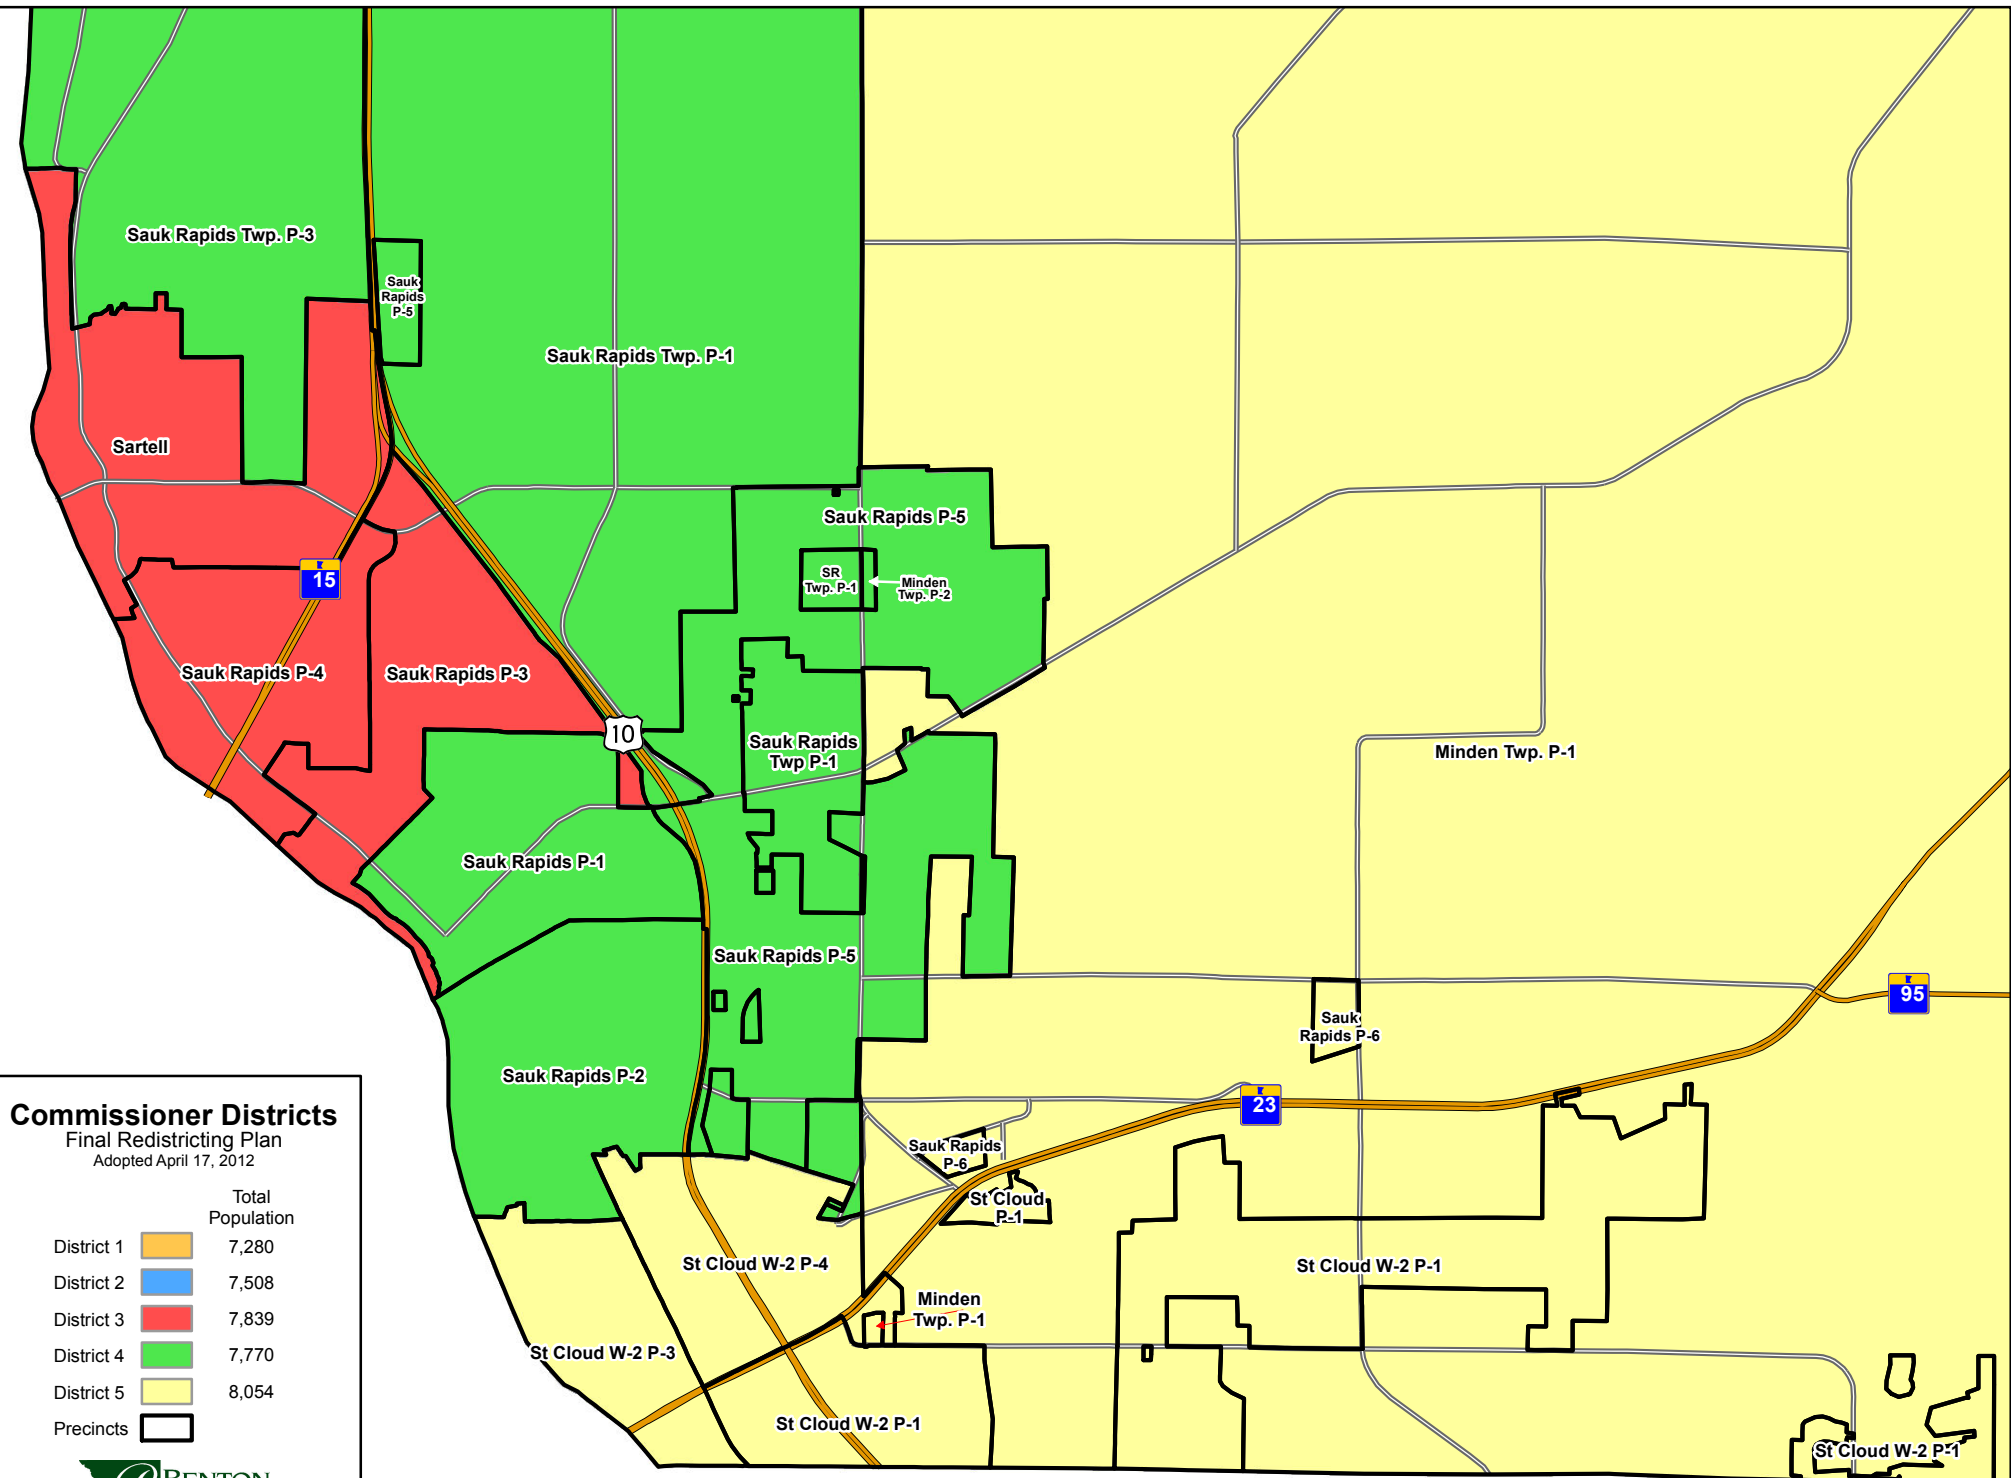 Sauk Rapids Twp. P-3
Sauk
Rapids
P-5
Sauk Rapids Twp. P-1
Sartell
Sauk Rapids P-5
15
SR
Twp. P-1
Minden
Twp. P-2
Sauk Rapids P-4
Sauk Rapids P-3
10
Sauk Rapids
Twp P-1
Minden Twp. P-1
Sauk Rapids P-1
Sauk Rapids P-5
95
Sauk
Rapids P-6
Sauk Rapids P-2
23
Sauk Rapids
P-6
St Cloud
P-1
St Cloud W-2 P-4
St Cloud W-2 P-1
Minden
Twp. P-1
St Cloud W-2 P-3
St Cloud W-2 P-1
St Cloud W-2 P-1
Commissioner Districts
Final Redistricting Plan
Adopted April 17, 2012
Total
Population
District 1 7,280
District 2 7,508
District 3 7,839
District 4 7,770
District 5 8,054
Precincts
BENTON